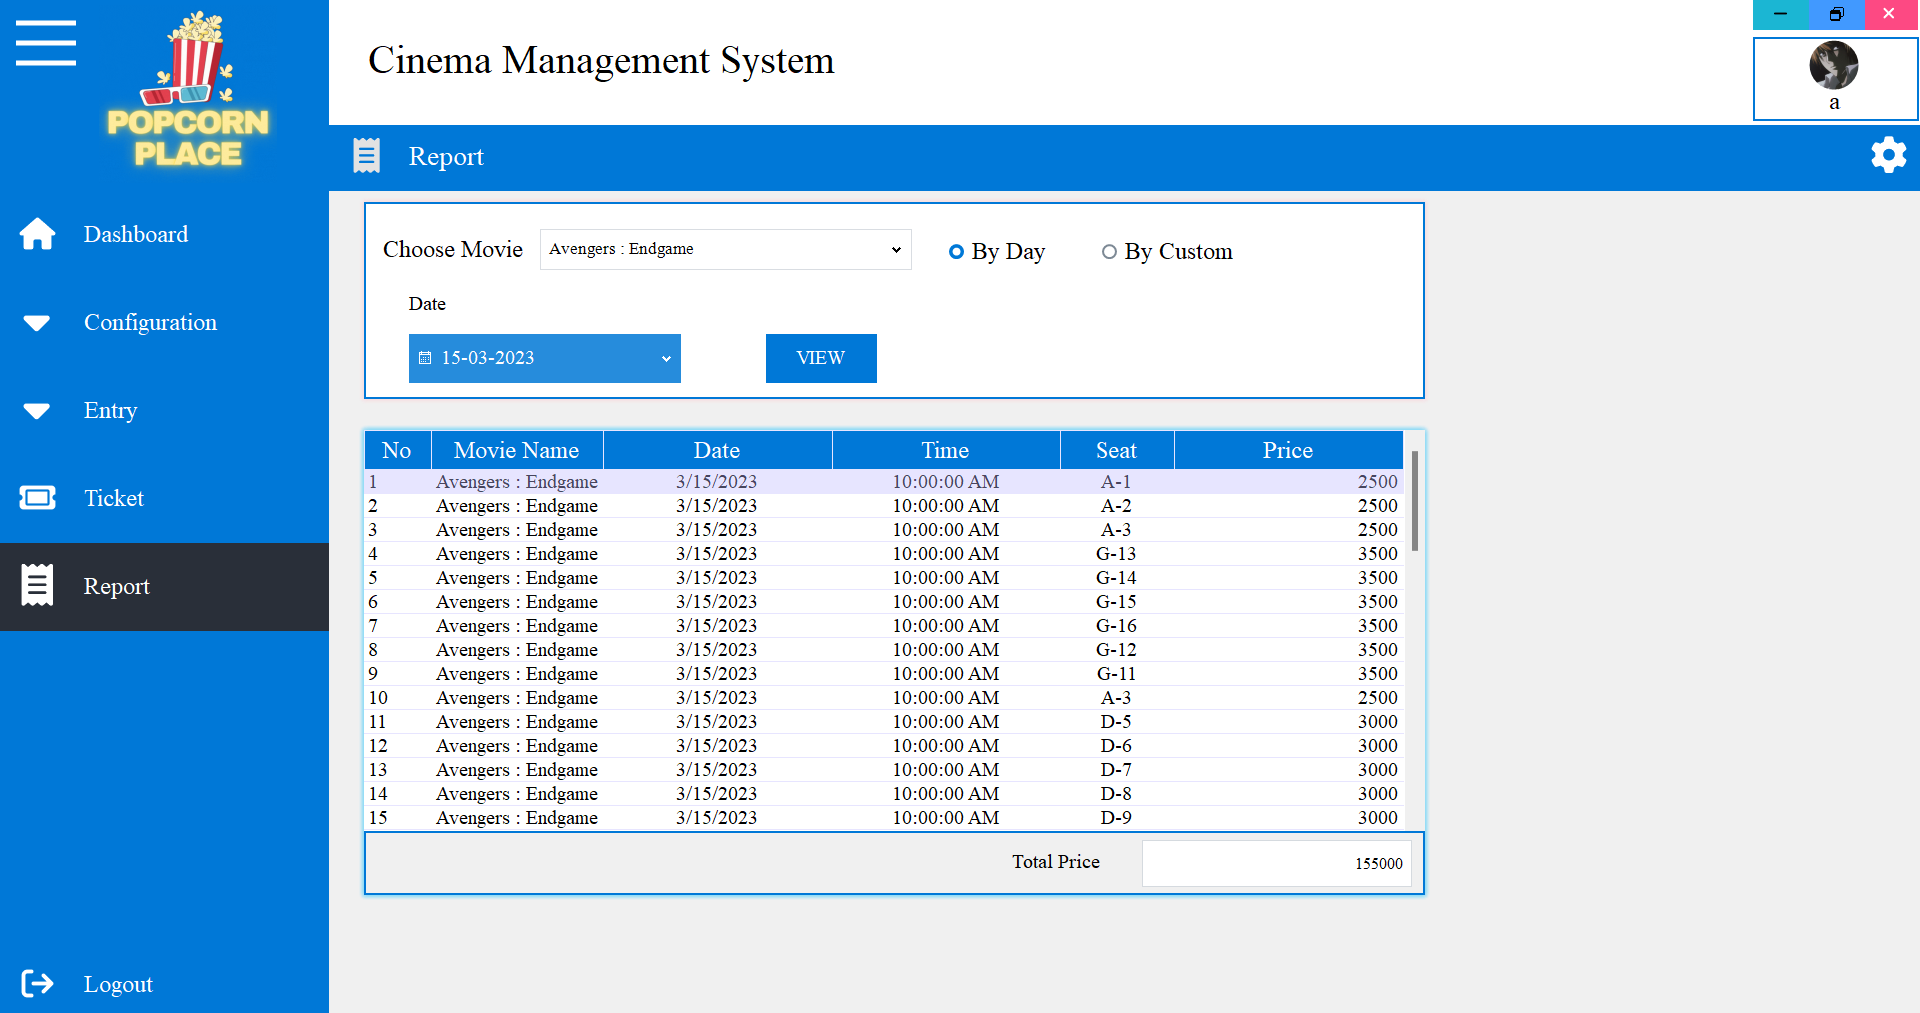 POPCORN
PLACE
Cinema Management System
a
Report
Dashboard
Configuration
Entry
Ticket
Report
Logout
Choose Movie Avengers : Endgame By Day By Custom
Date
15-03-2023 VIEW
No Movie Name Date Time Seat Price
1 Avengers : Endgame 3/15/2023 10:00:00 AM A-1 2500
2 Avengers : Endgame 3/15/2023 10:00:00 AM A-2 2500
3 Avengers : Endgame 3/15/2023 10:00:00 AM A-3 2500
4 Avengers : Endgame 3/15/2023 10:00:00 AM G-13 3500
5 Avengers : Endgame 3/15/2023 10:00:00 AM G-14 3500
6 Avengers : Endgame 3/15/2023 10:00:00 AM G-15 3500
7 Avengers : Endgame 3/15/2023 10:00:00 AM G-16 3500
8 Avengers : Endgame 3/15/2023 10:00:00 AM G-12 3500
9 Avengers : Endgame 3/15/2023 10:00:00 AM G-11 3500
10 Avengers : Endgame 3/15/2023 10:00:00 AM A-3 2500
11 Avengers : Endgame 3/15/2023 10:00:00 AM D-5 3000
12 Avengers : Endgame 3/15/2023 10:00:00 AM D-6 3000
13 Avengers : Endgame 3/15/2023 10:00:00 AM D-7 3000
14 Avengers : Endgame 3/15/2023 10:00:00 AM D-8 3000
15 Avengers : Endgame 3/15/2023 10:00:00 AM D-9 3000
Total Price 155000